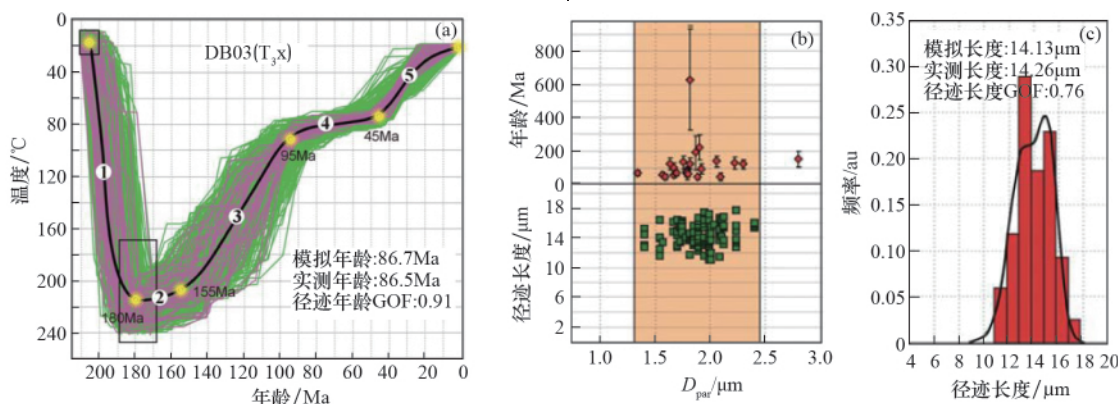 (a)
DB03(T₃x)
0
40
80
120
160
200
240
温度/℃
1
2
3
4
5
180Ma
155Ma
95Ma
45Ma
模拟年龄:86.7Ma
实测年龄:86.5Ma
径迹年龄GOF:0.91
200 180 160 140 120 100 80 60 40 20 0
年龄/Ma
(b)
800
600
400
200
0
年龄/Ma
18
14
10
6
2
径迹长度/μm
1.0 1.5 2.0 2.5 3.0
Dpar/μm
(c)
0.35
0.30
0.25
0.20
0.15
0.10
0.05
0
频率/au
模拟长度:14.13μm
实测长度:14.26μm
径迹长度GOF:0.76
4 6 8 10 12 14 16 18 20
径迹长度/μm